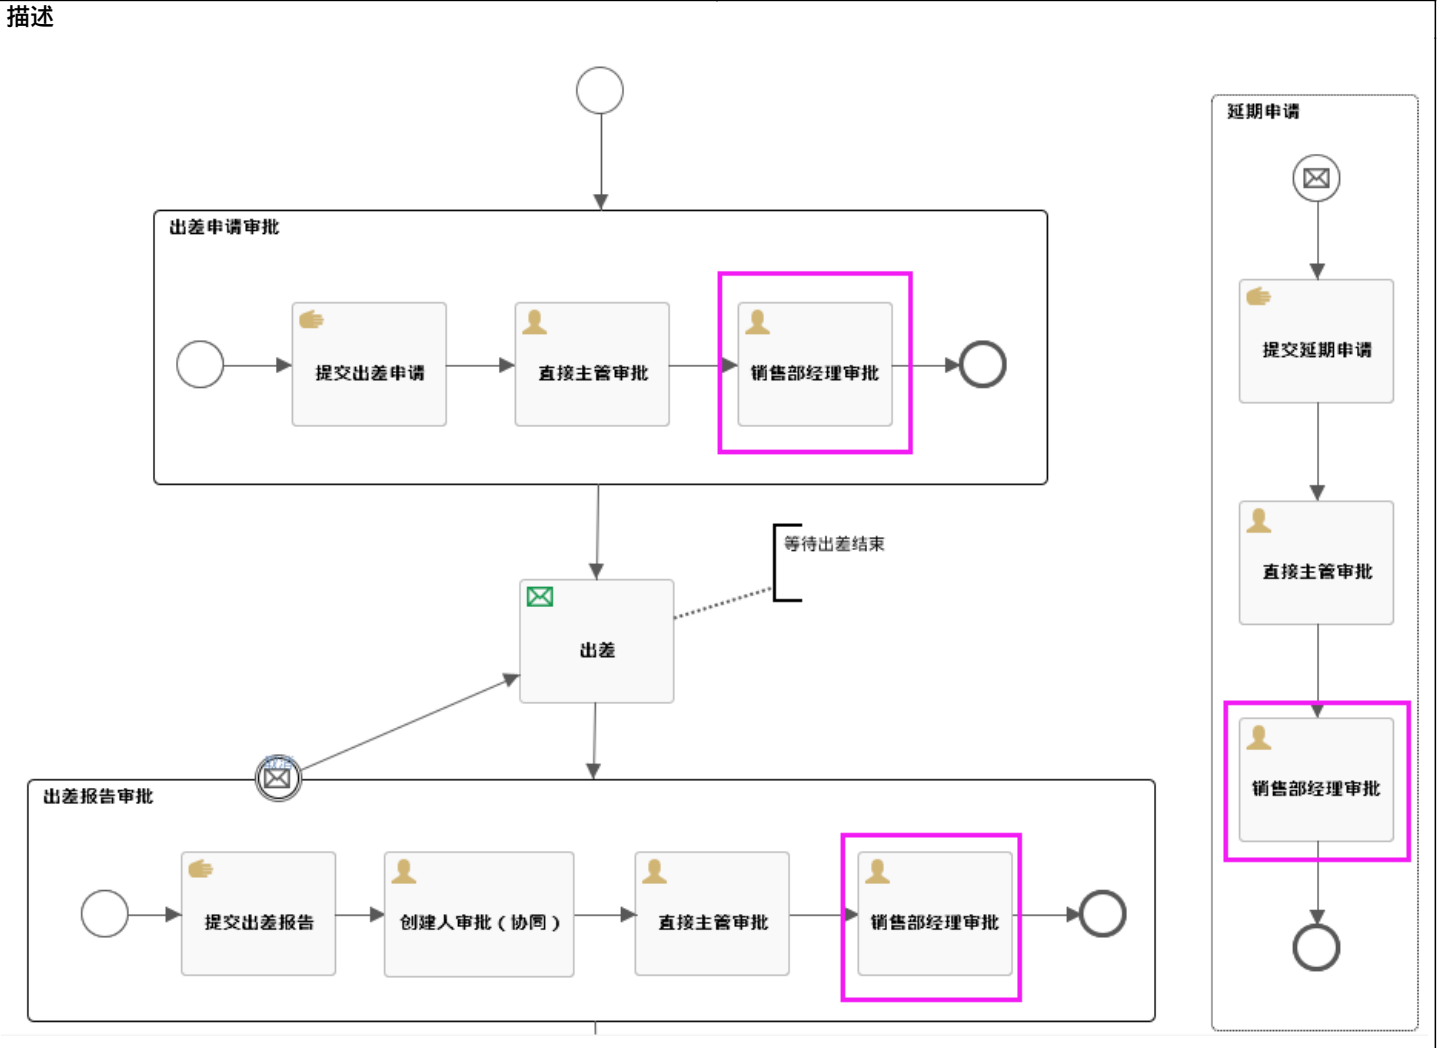 描述
延期申请
出差申请审批
提交出差申请
直接主管审批
销售部经理审批
提交延期申请
等待出差结束
直接主管审批
出差
销售部经理审批
出差报告审批
提交出差报告
创建人审批（协同）
直接主管审批
销售部经理审批